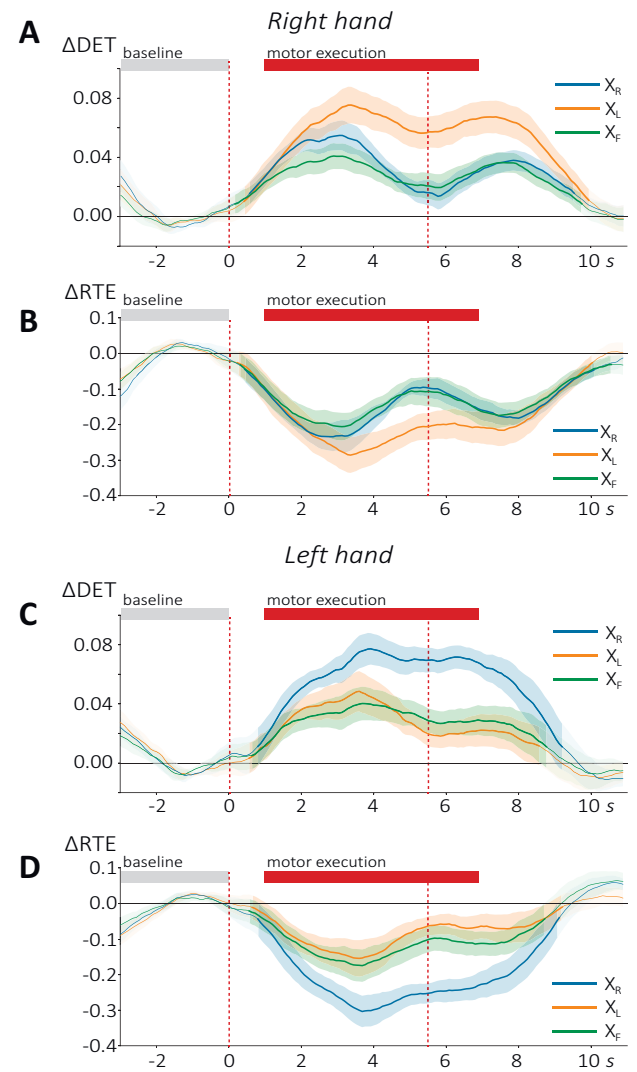 Right hand
A
ΔDET
baseline
motor execution
X_R
X_L
X_F
0.08
0.04
0.00
-2 0 2 4 6 8 10 s
ΔRTE
B
baseline
motor execution
0.1
0.0
-0.1
-0.2
-0.3
-0.4
X_R
X_L
X_F
-2 0 2 4 6 8 10 s
Left hand
ΔDET
C
baseline
motor execution
X_R
X_L
X_F
0.08
0.04
0.00
-2 0 2 4 6 8 10 s
ΔRTE
D
baseline
motor execution
0.1
0.0
-0.1
-0.2
-0.3
-0.4
X_R
X_L
X_F
-2 0 2 4 6 8 10 s